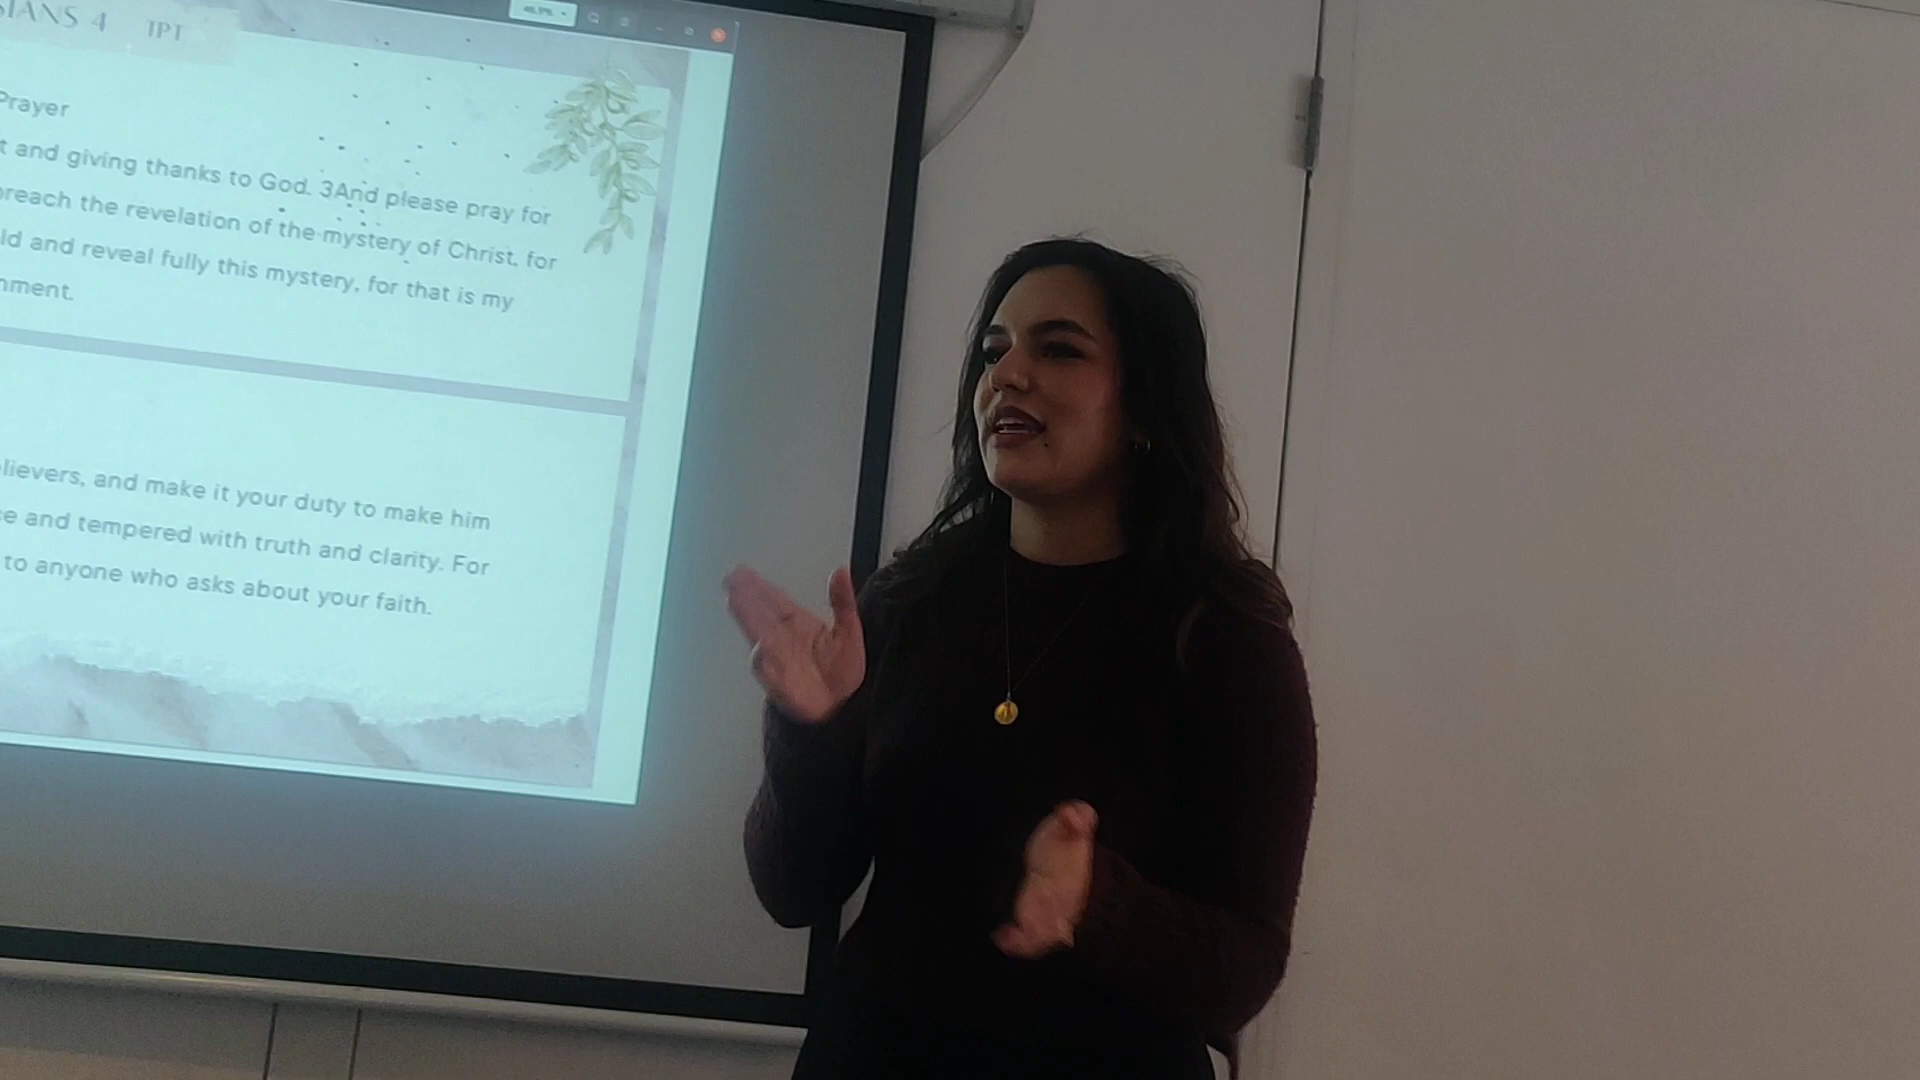 SIANS 4 TPT
Prayer
t and giving thanks to God. 3And please pray for
preach the revelation of the mystery of Christ, for
ld and reveal fully this mystery, for that is my
nment.
lievers, and make it your duty to make him
ce and tempered with truth and clarity. For
to anyone who asks about your faith.